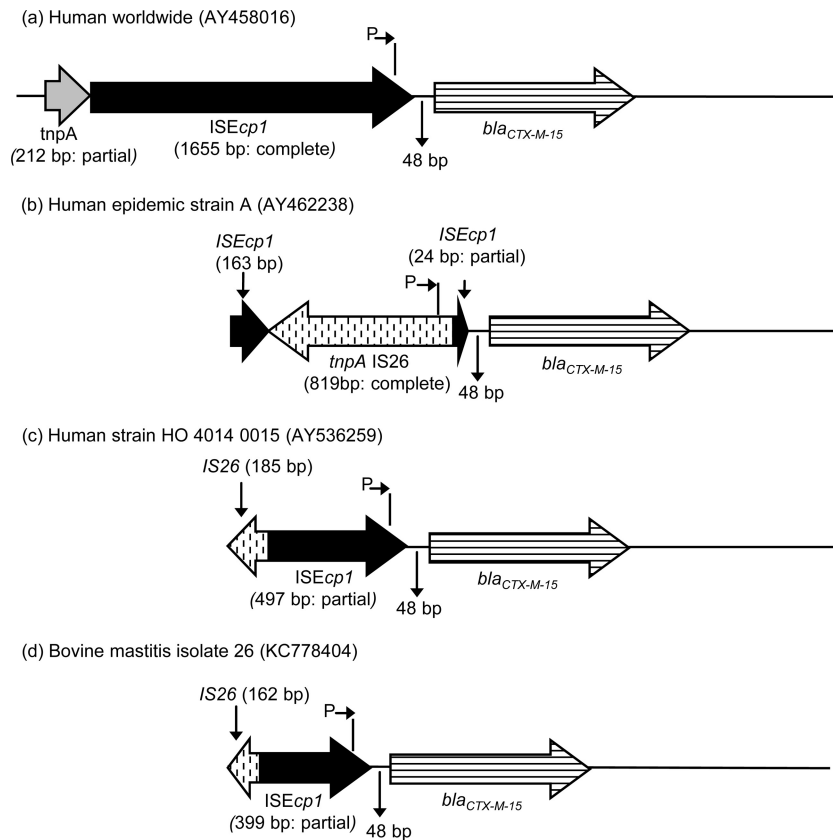 (a) Human worldwide (AY458016)
P
tnpA
(212 bp: partial)
ISEcp1
(1655 bp: complete)
48 bp
blaCTX-M-15
(b) Human epidemic strain A (AY462238)
ISEcp1
(163 bp)
ISEcp1
(24 bp: partial)
P
tnpA IS26
(819bp: complete)
48 bp
blaCTX-M-15
(c) Human strain HO 4014 0015 (AY536259)
IS26 (185 bp)
P
ISEcp1
(497 bp: partial)
48 bp
blaCTX-M-15
(d) Bovine mastitis isolate 26 (KC778404)
IS26 (162 bp)
P
ISEcp1
(399 bp: partial)
48 bp
blaCTX-M-15